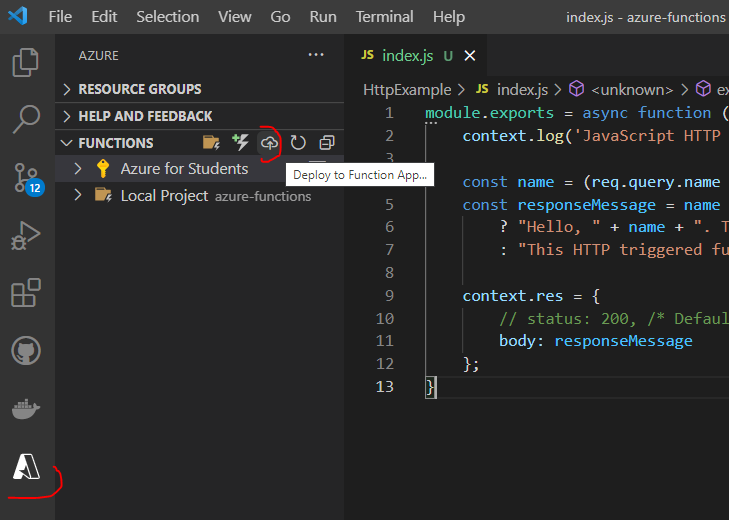 File Edit Selection View Go Run Terminal Help index.js - azure-functions
AZURE
RESOURCE GROUPS
HELP AND FEEDBACK
FUNCTIONS
Azure for Students
Deploy to Function App...
Local Project azure-functions
12
JS index.js U
HttpExample > JS index.js > <unknown> > ex
1 module.exports = async function (
2 context.log('JavaScript HTTP
3
const name = (req.query.name
5 const responseMessage = name
6 ? "Hello, " + name + ". T
7 : "This HTTP triggered fu
8
9 context.res = {
10 // status: 200, /* Defaul
11 body: responseMessage
12 };
13 }